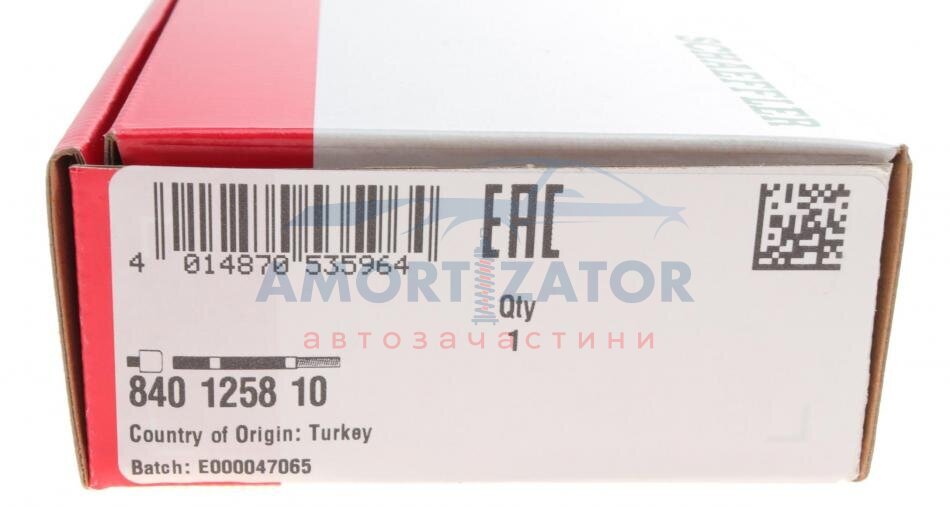 SCHAEFFLER
EAC
4 014870 535964
AMORTIZATOR
Qty
автозапчастини
1
840 1258 10
Country of Origin: Turkey
Batch: E000047065